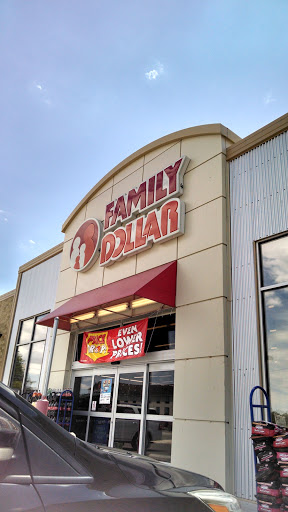 FAMILY
DOLLAR
EVEN
LOWER
PRICES!